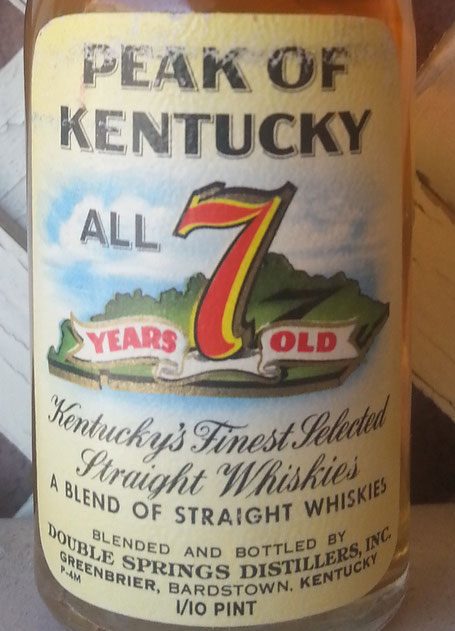 PEAK OF
KENTUCKY
ALL 7
YEARS OLD
Kentucky's Finest Selected
Straight Whiskies
A BLEND OF STRAIGHT WHISKIES
BLENDED AND BOTTLED BY
DOUBLE SPRINGS DISTILLERS, INC.
GREENBRIER, BARDSTOWN, KENTUCKY
P-4M
1/10 PINT